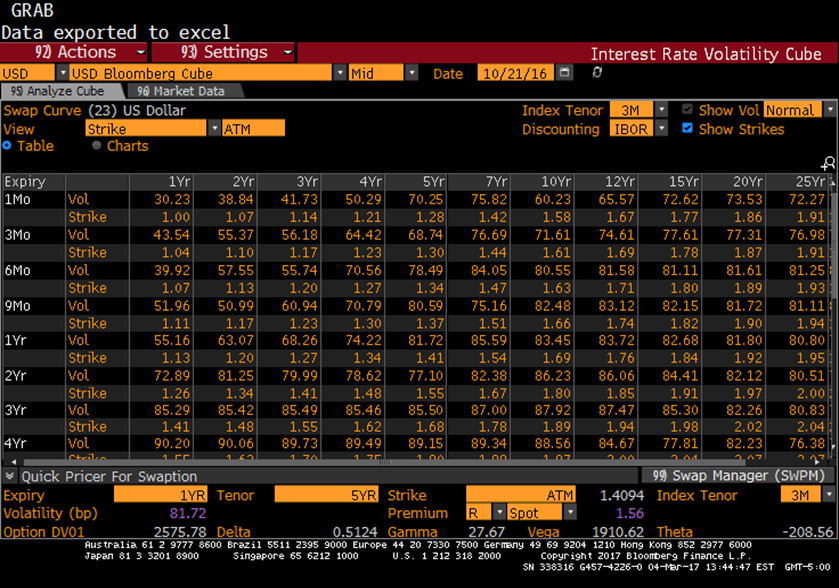 GRAB
Data exported to excel
92) Actions 93) Settings Interest Rate Volatility Cube
USD USD Bloomberg Cube Mid Date 10/21/16
95) Analyze Cube 96) Market Data
Swap Curve (23) US Dollar Index Tenor 3M Show Vol Normal
View Strike ATM Discounting IBOR Show Strikes
Table Charts
Expiry 1Yr 2Yr 3Yr 4Yr 5Yr 7Yr 10Yr 12Yr 15Yr 20Yr 25Yr
1Mo Vol 30.23 38.84 41.73 50.29 70.25 75.82 60.23 65.57 72.62 73.53 72.27
Strike 1.00 1.07 1.14 1.21 1.28 1.42 1.58 1.67 1.77 1.86 1.91
3Mo Vol 43.54 55.37 56.18 64.42 68.74 76.69 71.61 74.61 77.61 77.31 76.98
Strike 1.04 1.10 1.17 1.23 1.30 1.44 1.61 1.69 1.78 1.87 1.91
6Mo Vol 39.92 57.55 55.74 70.56 78.49 84.05 80.55 81.58 81.11 81.61 81.25
Strike 1.07 1.13 1.20 1.27 1.34 1.47 1.63 1.71 1.80 1.89 1.93
9Mo Vol 51.96 50.99 60.94 70.79 80.59 75.16 82.48 83.12 82.15 81.72 81.11
Strike 1.11 1.17 1.23 1.30 1.37 1.51 1.66 1.74 1.82 1.90 1.94
1Yr Vol 55.16 63.07 68.26 74.22 81.72 85.59 83.45 83.72 82.68 81.80 80.80
Strike 1.13 1.20 1.27 1.34 1.41 1.54 1.69 1.76 1.84 1.92 1.95
2Yr Vol 72.89 81.25 79.99 78.62 77.10 82.38 86.23 86.06 84.41 82.12 80.51
Strike 1.26 1.34 1.41 1.48 1.55 1.67 1.80 1.85 1.91 1.97 2.00
3Yr Vol 85.29 85.42 85.49 85.46 85.50 87.00 87.92 87.47 85.30 82.26 80.83
Strike 1.41 1.48 1.55 1.62 1.68 1.78 1.89 1.94 1.98 2.02 2.04
4Yr Vol 90.20 90.06 89.73 89.49 89.15 89.34 88.56 84.67 77.81 82.23 76.38
Strike
Quick Pricer For Swaption 99) Swap Manager (SWPM)
Expiry 1YR Tenor 5YR Strike ATM 1.4094 Index Tenor 3M
Volatility (bp) 81.72 Premium R Spot 1.56
Option DV01 2575.78 Delta 0.5124 Gamma 27.67 Vega 1910.62 Theta -208.56
Australia 61 2 9777 8600 Brazil 5511 2395 9000 Europe 44 20 7330 7500 Germany 49 69 9204 1210 Hong Kong 852 2977 6000
Japan 81 3 3201 8900 Singapore 65 6212 1000 U.S. 1 212 318 2000 Copyright 2017 Bloomberg Finance L.P.
SN 338316 G457-4226-0 04-Mar-17 13:44:47 EST GMT-5:00